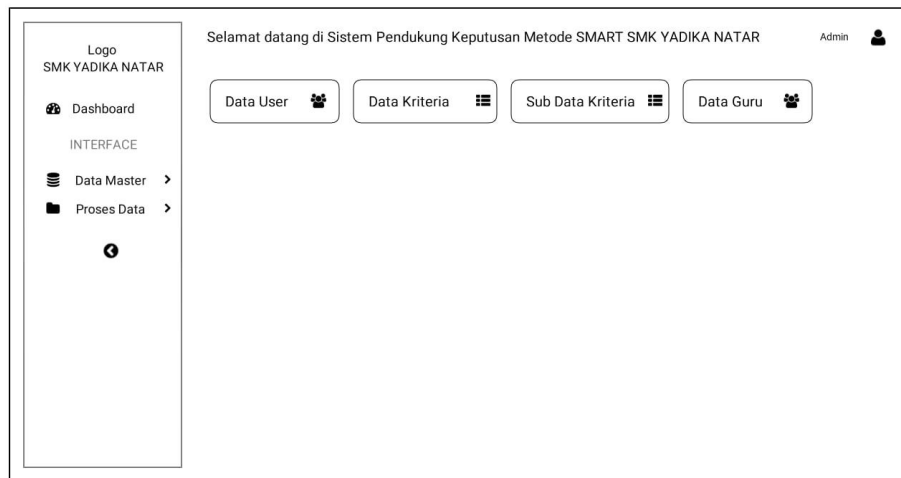 Logo
SMK YADIKA NATAR
Dashboard
INTERFACE
Data Master
Proses Data
Selamat datang di Sistem Pendukung Keputusan Metode SMART SMK YADIKA NATAR
Admin
Data User
Data Kriteria
Sub Data Kriteria
Data Guru